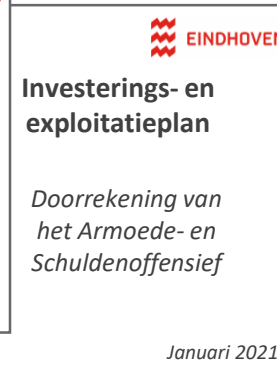 EINDHOVEN
Investerings- en
exploitatieplan
Doorrekening van
het Armoede- en
Schuldenoffensief
Januari 2021